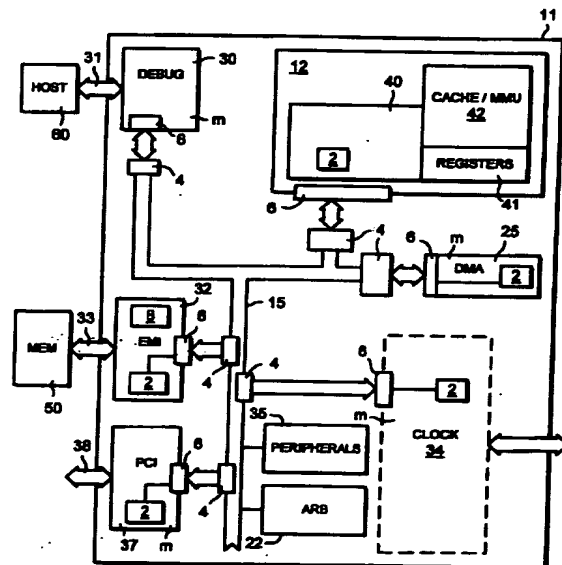 11
31
30
HOST
60
DEBUG
m
6
4
12
40
CACHE / MMU
42
REGISTERS
41
2
6
4
4
6
m
25
DMA
2
15
32
8
EMI
6
2
4
33
MEM
50
4
6
2
m
CLOCK
34
35
PERIPHERALS
38
PCI
6
2
4
37
m
ARB
22